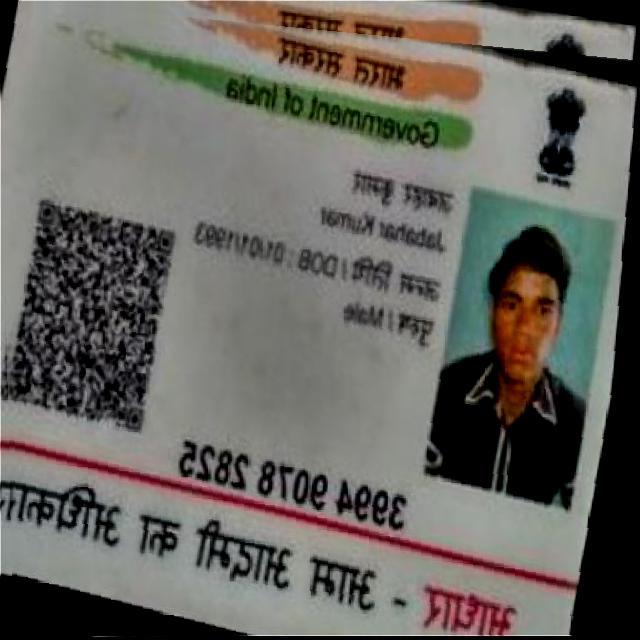 भारत सरकार
भारत सरकार
Government of India
कुमार
Jabahar Kumar
जन्म तिथि / DOB : 01/01/1993
पुरुष / Male
3994 9078 2825
आधार - आम आदमी का अधिकार